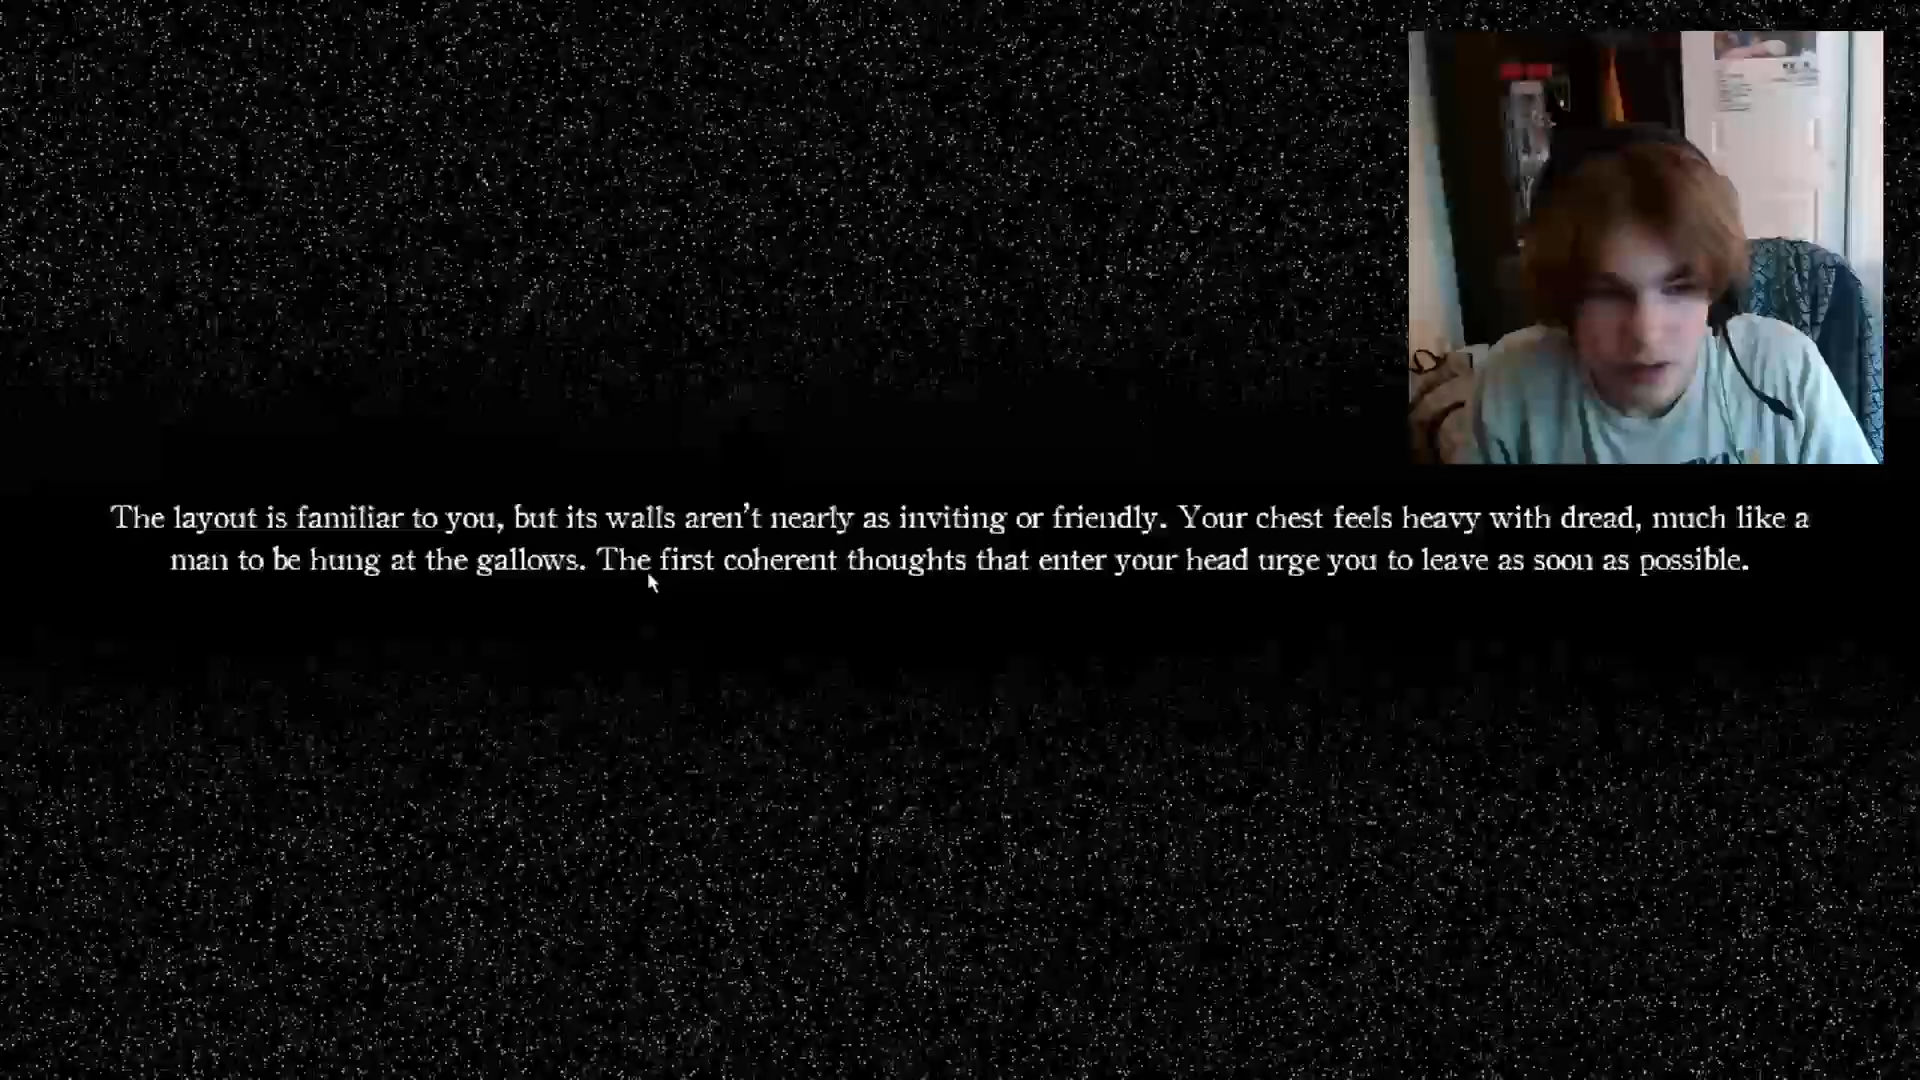 The layout is familiar to you, but its walls aren't nearly as inviting or friendly. Your chest feels heavy with dread, much like a
man to be hung at the gallows. The first coherent thoughts that enter your head urge you to leave as soon as possible.